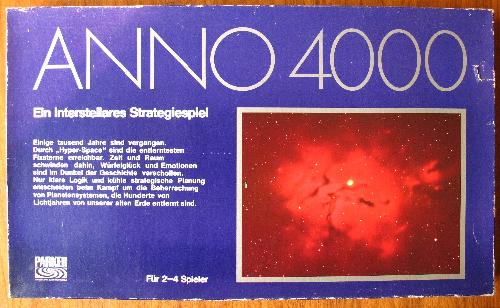 ANNO 4000
Ein Interstellares Strategiespiel
Einige tausend Jahre sind vergangen.
Durch „Hyper-Space" sind die entferntesten
Fixsterne erreichbar. Zeit und Raum
schwinden dahin, Würfelglück und Emotionen
sind im Dunkel der Geschichte verschollen.
Nur klare Logik und kühle strategische Planung
entscheiden beim Kampf um die Beherrschung
von Planetensystemen, die Hunderte von
Lichtjahren von unserer alten Erde entfernt sind.
PARKER
Für 2–4 Spieler